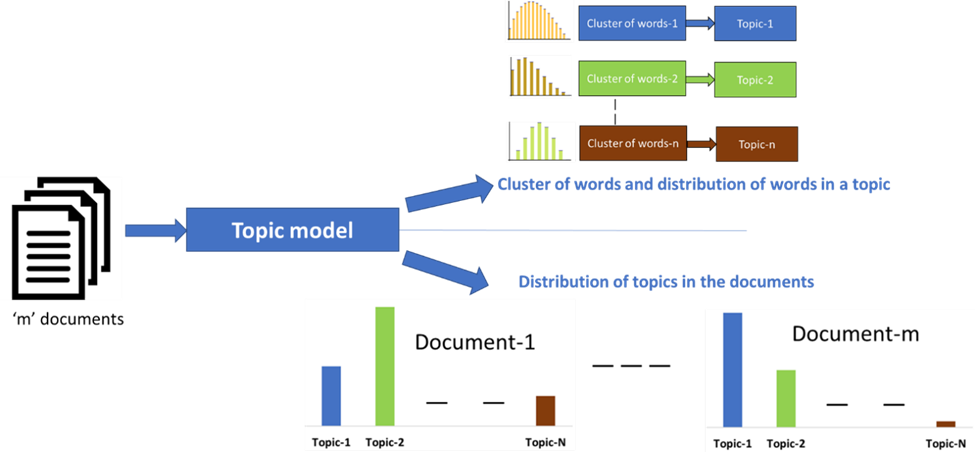 Cluster of words-1
Topic-1
Cluster of words-2
Topic-2
Cluster of words-n
Topic-n
Cluster of words and distribution of words in a topic
Topic model
'm' documents
Distribution of topics in the documents
Document-1
Topic-1
Topic-2
Topic-N
Document-m
Topic-1
Topic-2
Topic-N